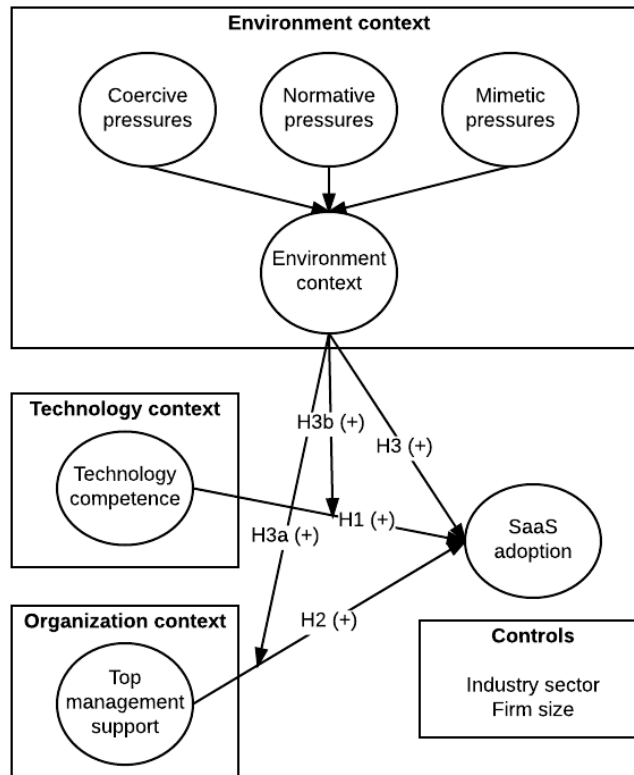 Environment context
Coercive
pressures
Normative
pressures
Mimetic
pressures
Environment
context
H3b (+)
H3 (+)
Technology context
Technology
competence
H3a (+)
H1 (+)
SaaS
adoption
Organization context
H2 (+)
Top
management
support
Controls
Industry sector
Firm size